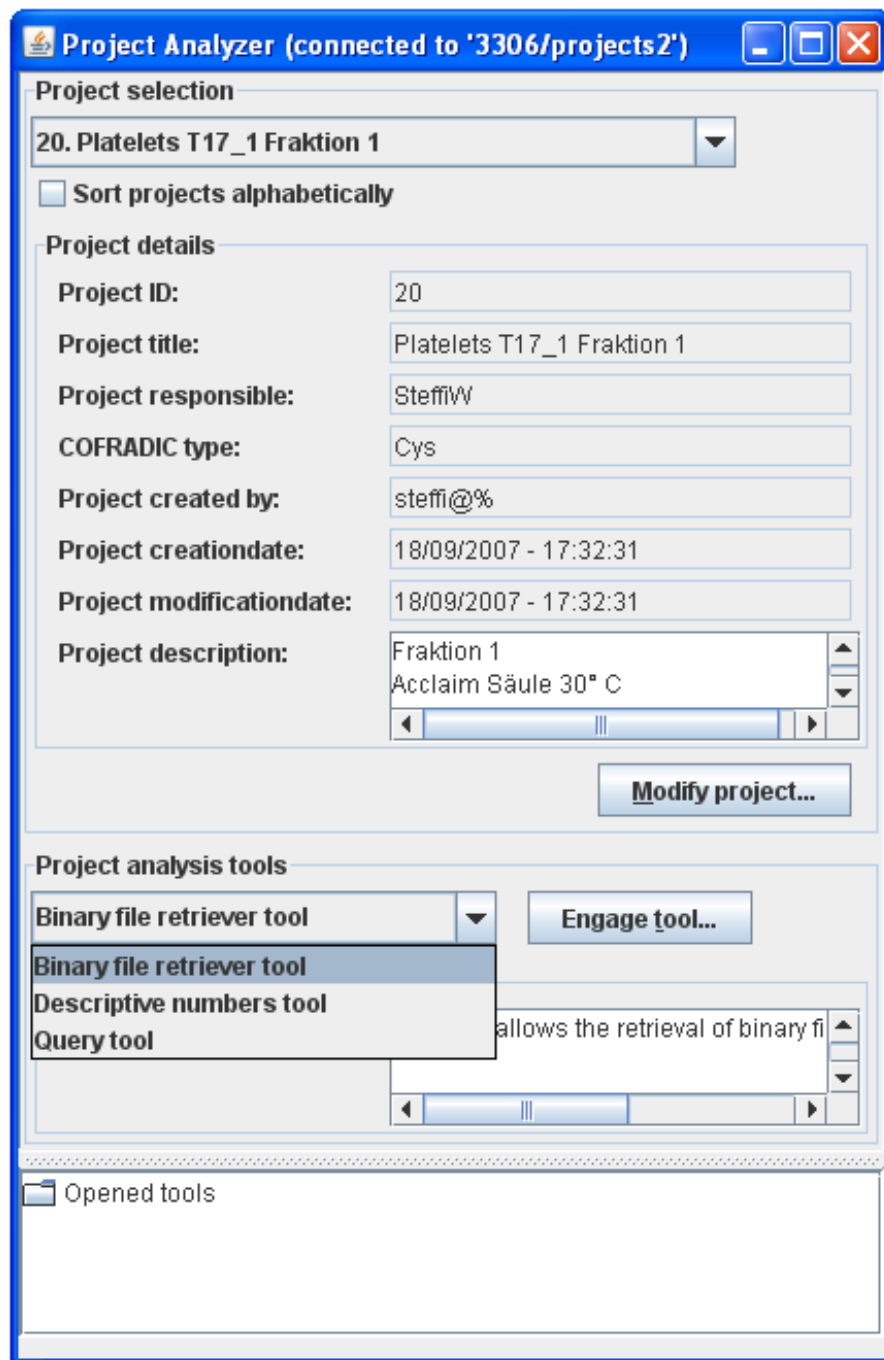 Project Analyzer (connected to '3306/projects2')
Project selection
20. Platelets T17_1 Fraktion 1
Sort projects alphabetically
Project details
Project ID: 20
Project title: Platelets T17_1 Fraktion 1
Project responsible: SteffiW
COFRADIC type: Cys
Project created by: steffi@%
Project creationdate: 18/09/2007 - 17:32:31
Project modificationdate: 18/09/2007 - 17:32:31
Project description: Fraktion 1
Acclaim Säule 30° C
Modify project...
Project analysis tools
Binary file retriever tool Engage tool...
Binary file retriever tool
Descriptive numbers tool
Query tool
allows the retrieval of binary fi
Opened tools